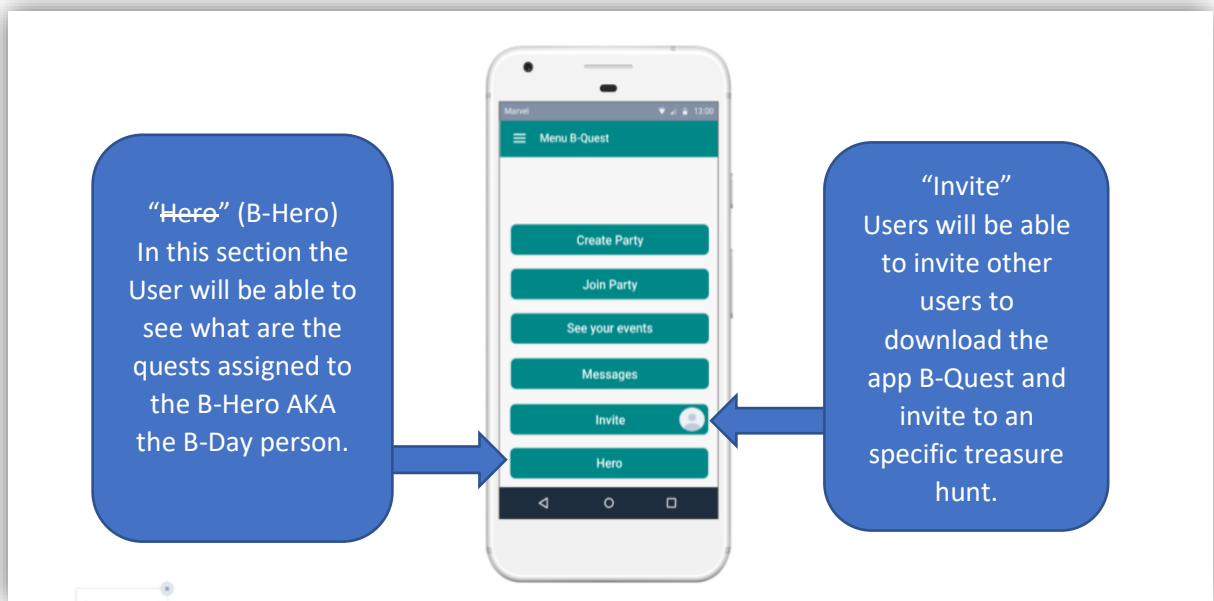 "Hero" (B-Hero)
In this section the
User will be able to
see what are the
quests assigned to
the B-Hero AKA
the B-Day person.
Marvel 13:00
Menu B-Quest
Create Party
Join Party
See your events
Messages
Invite
Hero
"Invite"
Users will be able
to invite other
users to
download the
app B-Quest and
invite to an
specific treasure
hunt.